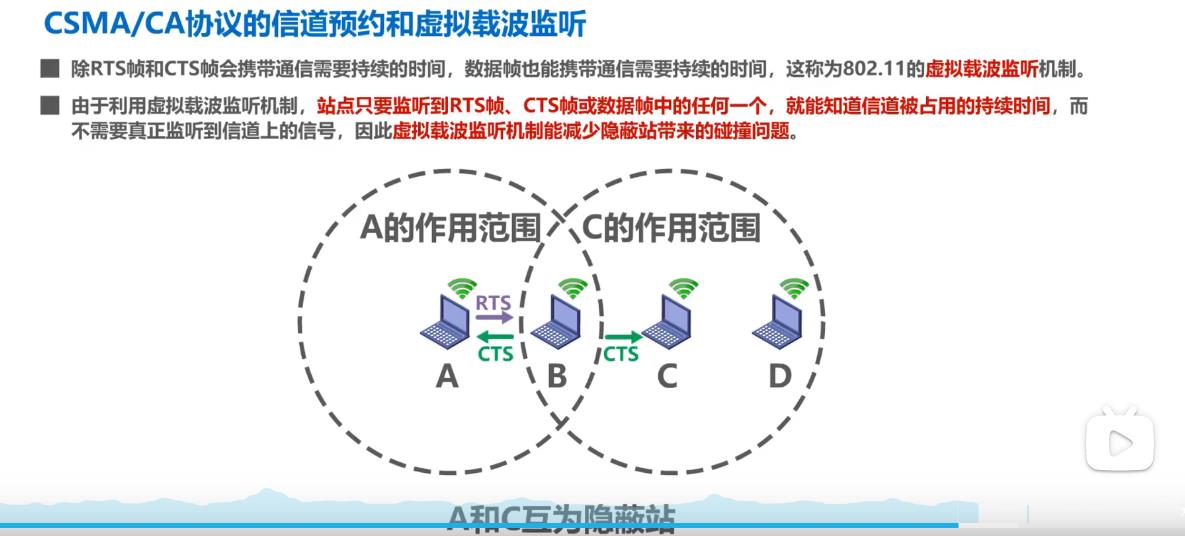 CSMA/CA协议的信道预约和虚拟载波监听
除RTS帧和CTS帧会携带通信需要持续的时间，数据帧也能携带通信需要持续的时间，这称为802.11的虚拟载波监听机制。
由于利用虚拟载波监听机制，站点只要监听到RTS帧、CTS帧或数据帧中的任何一个，就能知道信道被占用的持续时间，而
不需要真正监听到信道上的信号，因此虚拟载波监听机制能减少隐蔽站带来的碰撞问题。
A的作用范围 C的作用范围
RTS
CTS CTS
A B C D
A和C互为隐蔽站